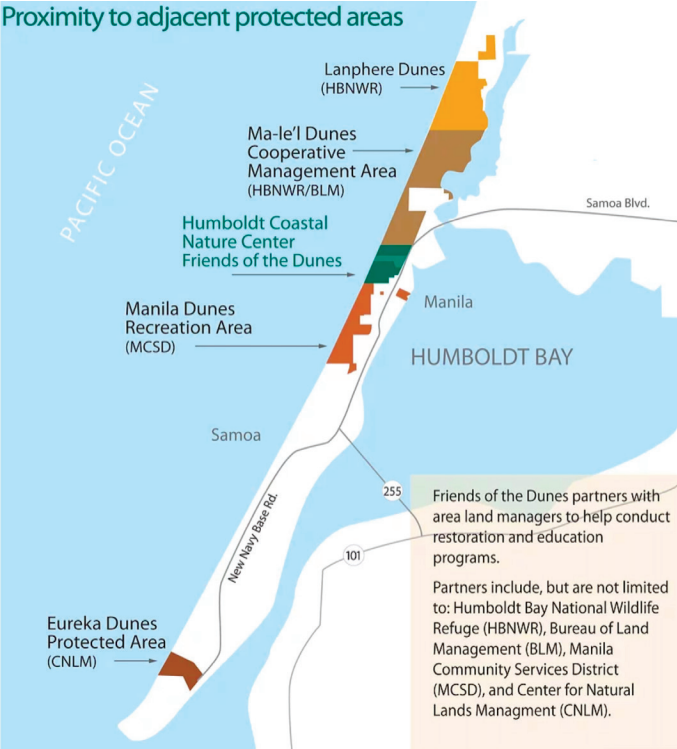 Proximity to adjacent protected areas
Lanphere Dunes
(HBNWR)
PACIFIC OCEAN
Ma-le'l Dunes
Cooperative
Management Area
(HBNWR/BLM)
Samoa Blvd.
Humboldt Coastal
Nature Center
Friends of the Dunes
Manila Dunes
Recreation Area
(MCSD)
Manila
HUMBOLDT BAY
Samoa
255
New Navy Base Rd.
101
Friends of the Dunes partners with
area land managers to help conduct
restoration and education
programs.
Partners include, but are not limited
to: Humboldt Bay National Wildlife
Refuge (HBNWR), Bureau of Land
Management (BLM), Manila
Community Services District
(MCSD), and Center for Natural
Lands Managment (CNLM).
Eureka Dunes
Protected Area
(CNLM)